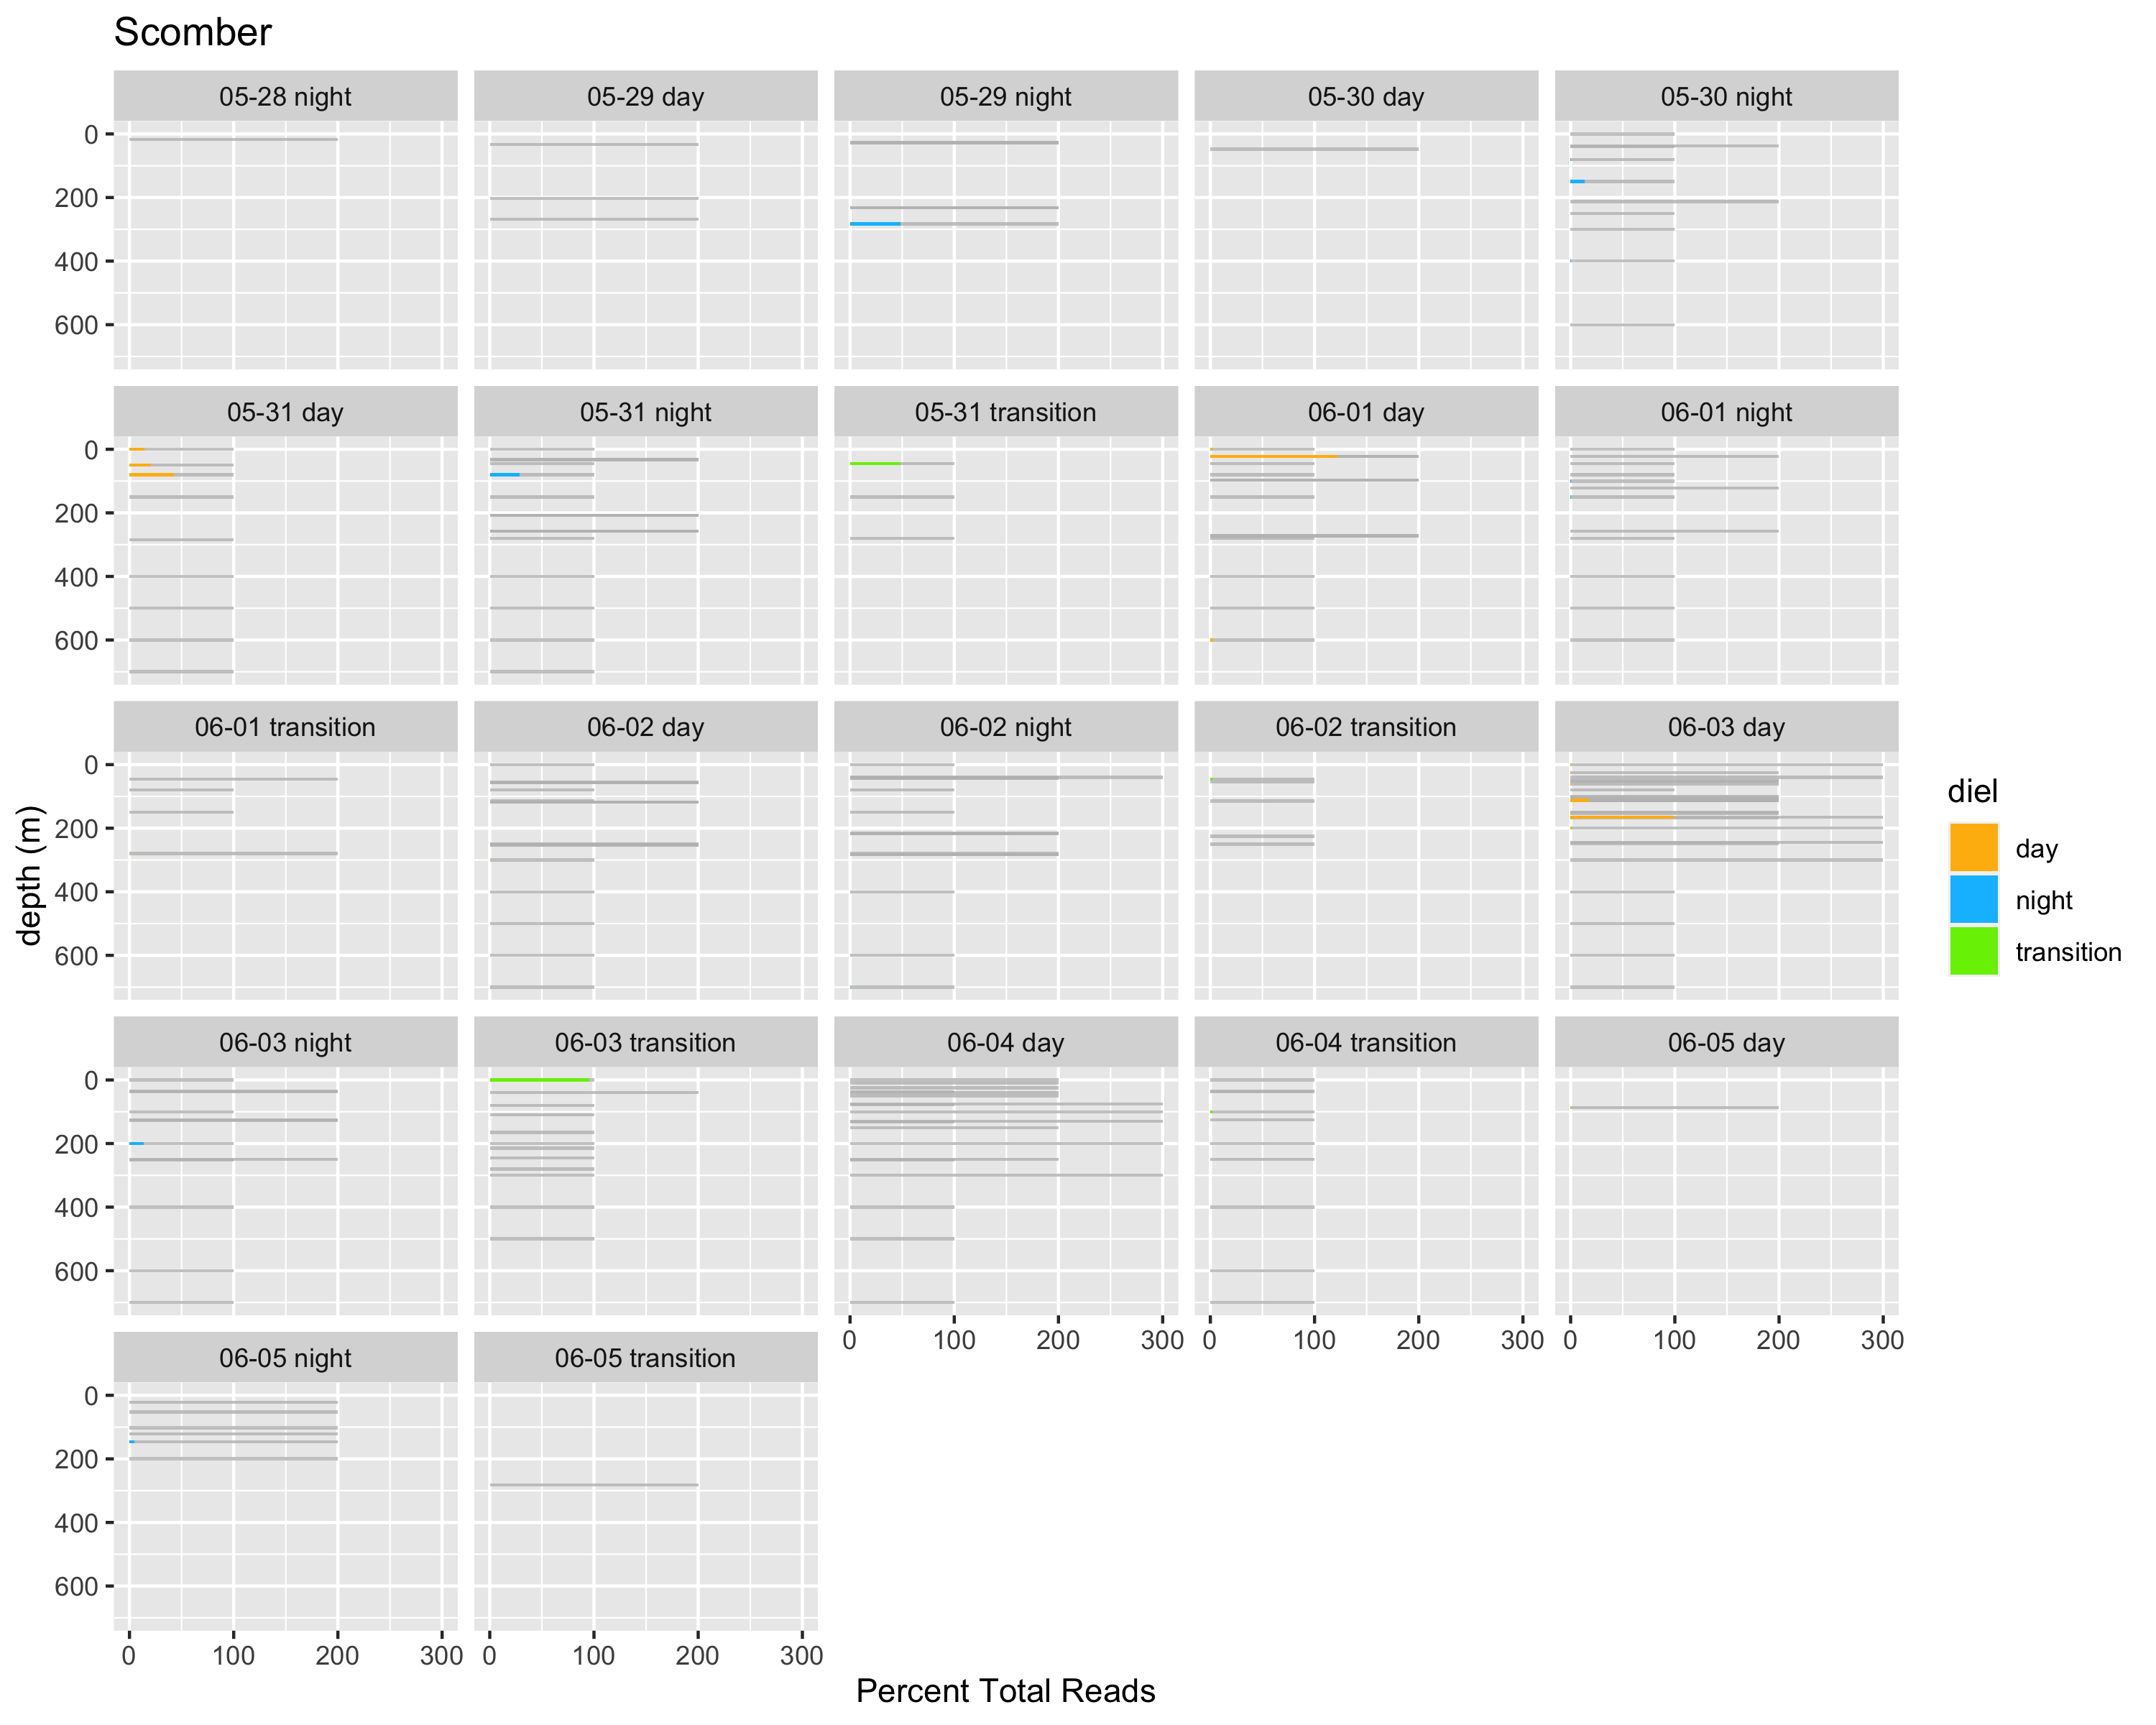 Scomber
05-28 night
05-29 day
05-29 night
05-30 day
05-30 night
0
200
400
600
05-31 day
05-31 night
05-31 transition
06-01 day
06-01 night
0
200
400
600
06-01 transition
06-02 day
06-02 night
06-02 transition
06-03 day
0
200
400
600
06-03 night
06-03 transition
06-04 day
06-04 transition
06-05 day
0
200
400
600
0 100 200 300
0 100 200 300
0 100 200 300
06-05 night
06-05 transition
0
200
400
600
0 100 200 300
0 100 200 300
Percent Total Reads
depth (m)
diel
day
night
transition